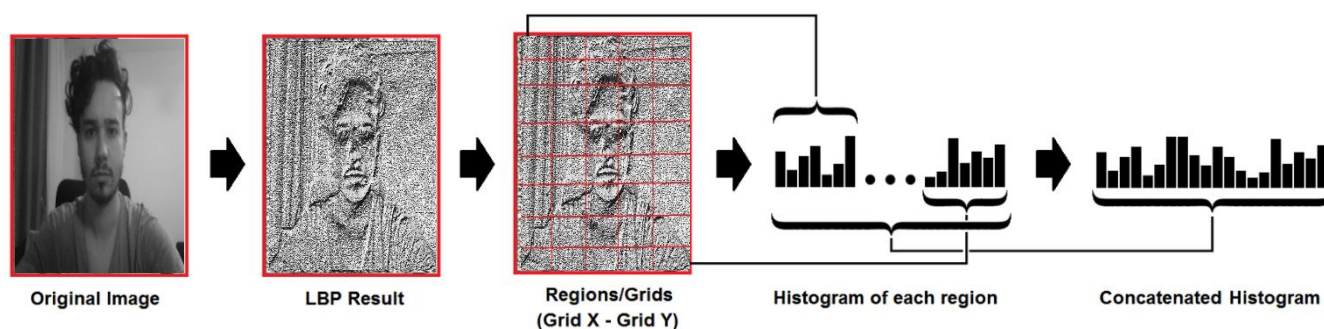 Original Image
LBP Result
Regions/Grids
(Grid X - Grid Y)
Histogram of each region
Concatenated Histogram